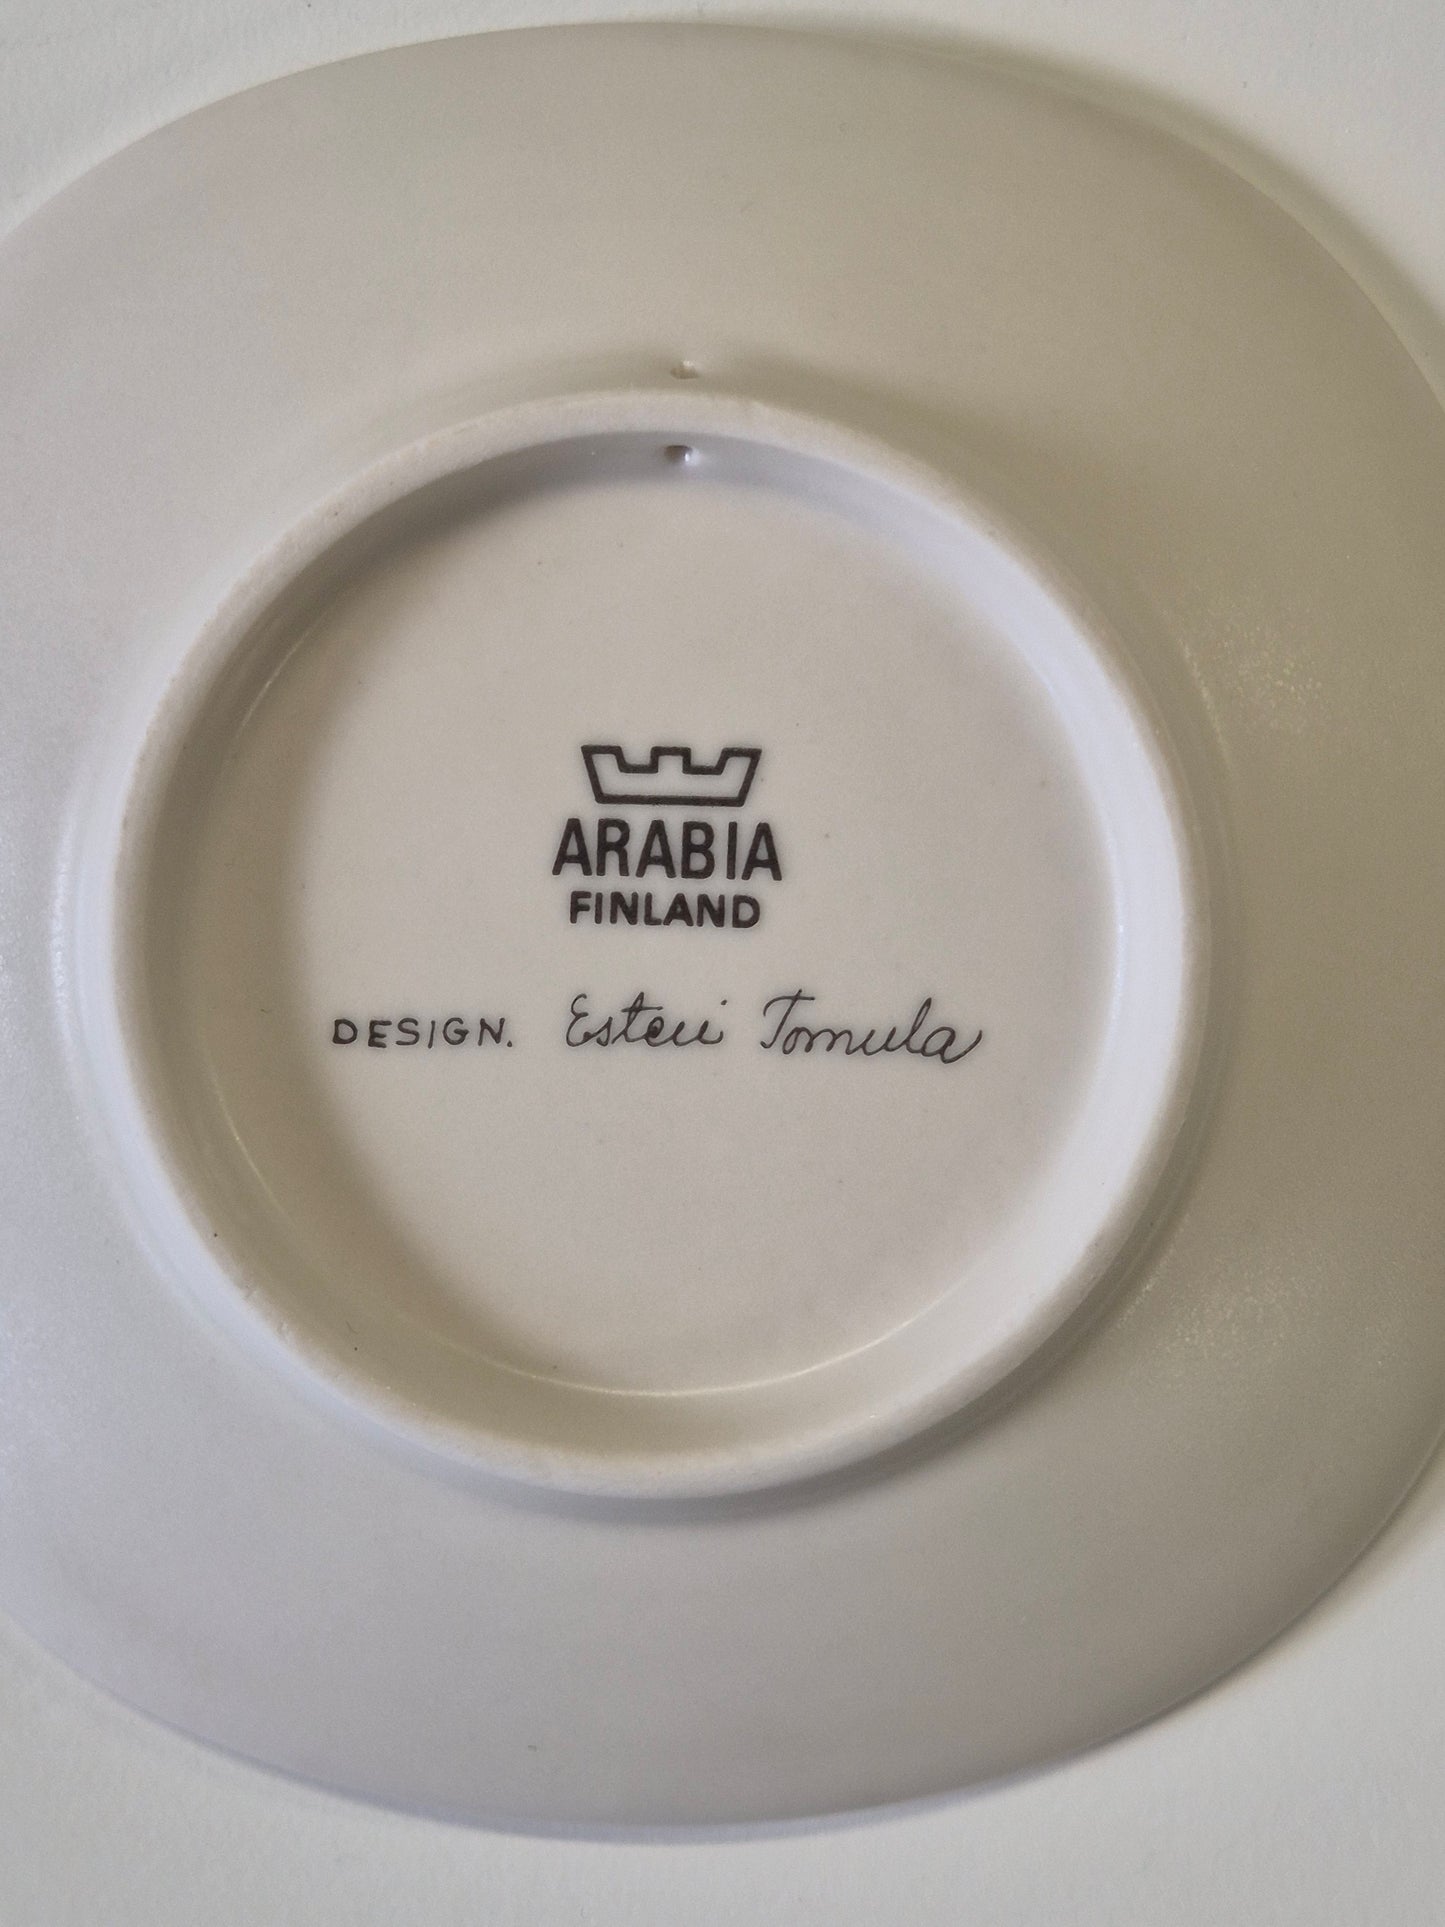 ARABIA
FINLAND
DESIGN. Esteri Tomula